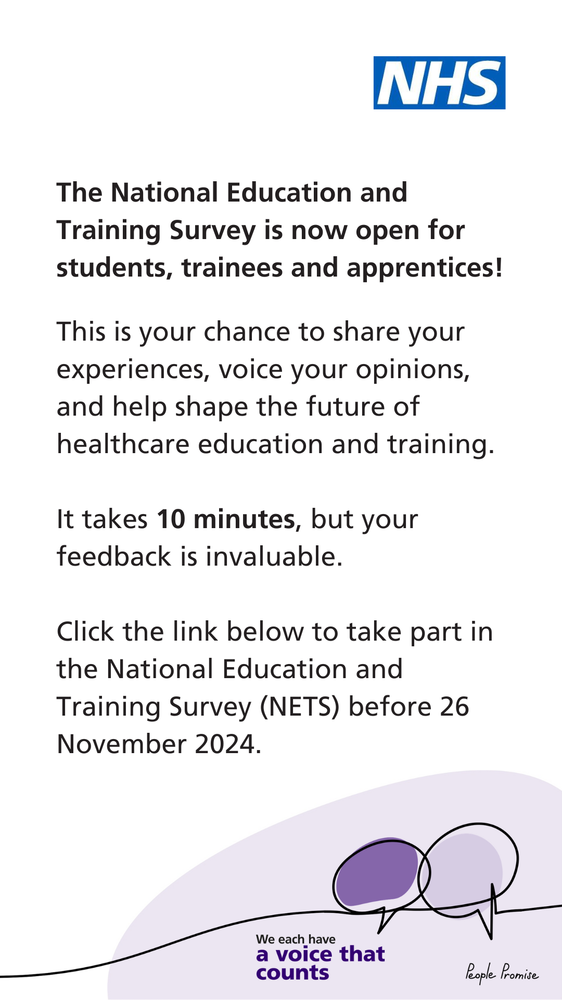 NHS
The National Education and
Training Survey is now open for
students, trainees and apprentices!
This is your chance to share your
experiences, voice your opinions,
and help shape the future of
healthcare education and training.
It takes 10 minutes, but your
feedback is invaluable.
Click the link below to take part in
the National Education and
Training Survey (NETS) before 26
November 2024.
We each have
a voice that
counts
People Promise